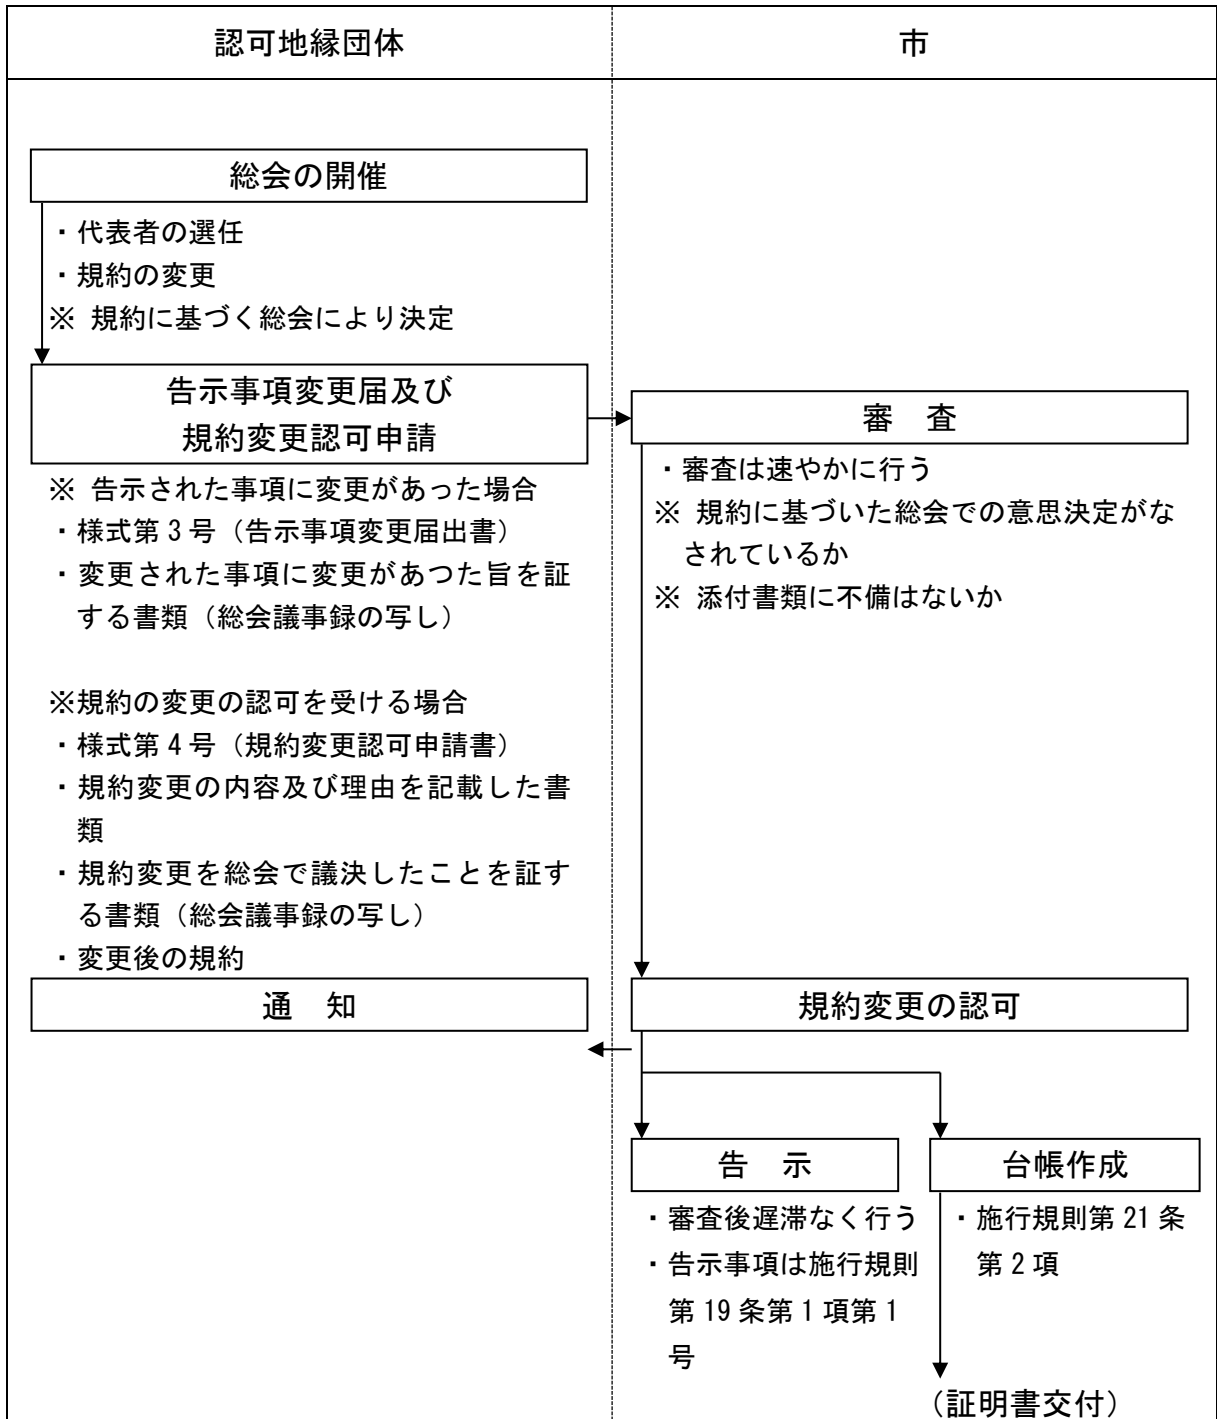 認可地縁団体
市
総会の開催
・代表者の選任
・規約の変更
※ 規約に基づく総会により決定
告示事項変更届及び
規約変更認可申請
※ 告示された事項に変更があった場合
・様式第3号（告示事項変更届出書）
・変更された事項に変更があつた旨を証
する書類（総会議事録の写し）
※規約の変更の認可を受ける場合
・様式第4号（規約変更認可申請書）
・規約変更の内容及び理由を記載した書
類
・規約変更を総会で議決したことを証す
る書類（総会議事録の写し）
・変更後の規約
通　知
審　査
・審査は速やかに行う
※ 規約に基づいた総会での意思決定がな
されているか
※ 添付書類に不備はないか
規約変更の認可
告　示
・審査後遅滞なく行う
・告示事項は施行規則
第19条第1項第1
号
台帳作成
・施行規則第21条
第2項
（証明書交付）